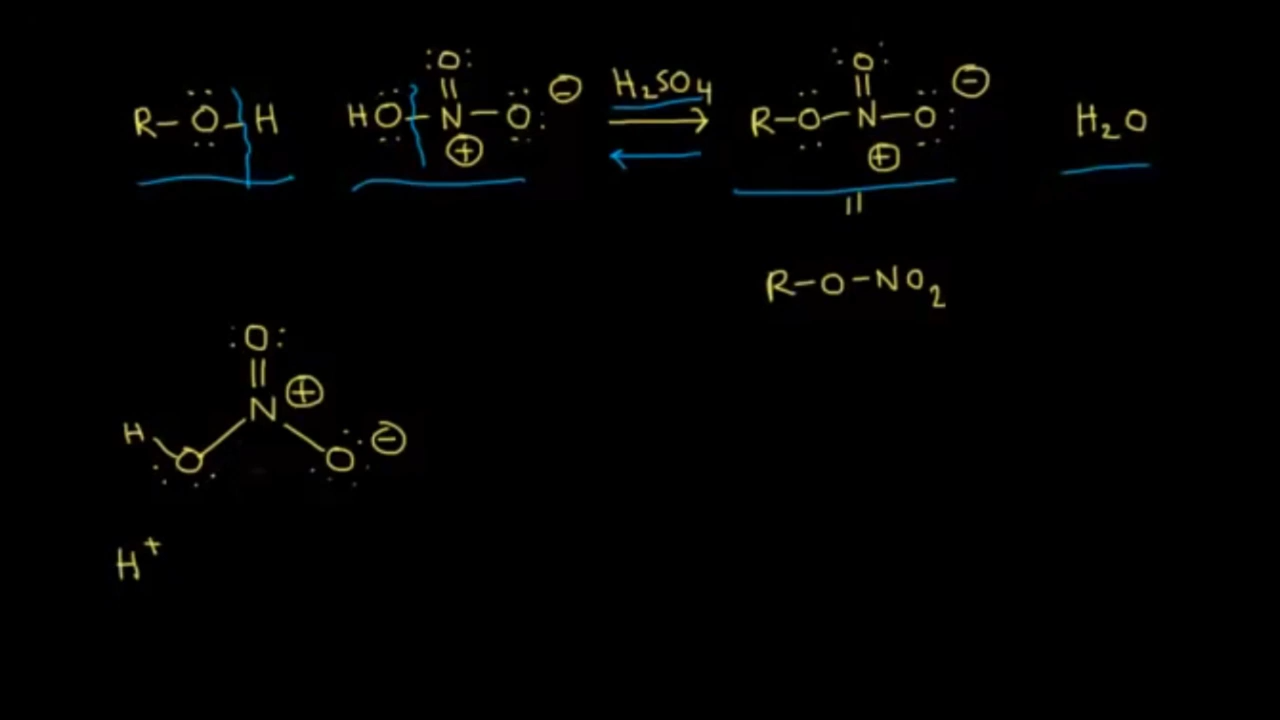 R-O-H HO-N-O ⊖ H₂SO₄ R-O-N-O ⊖ H₂O
O O
⊕ ⊕
R-O-NO₂
O
N ⊕
H O O ⊖
H⁺